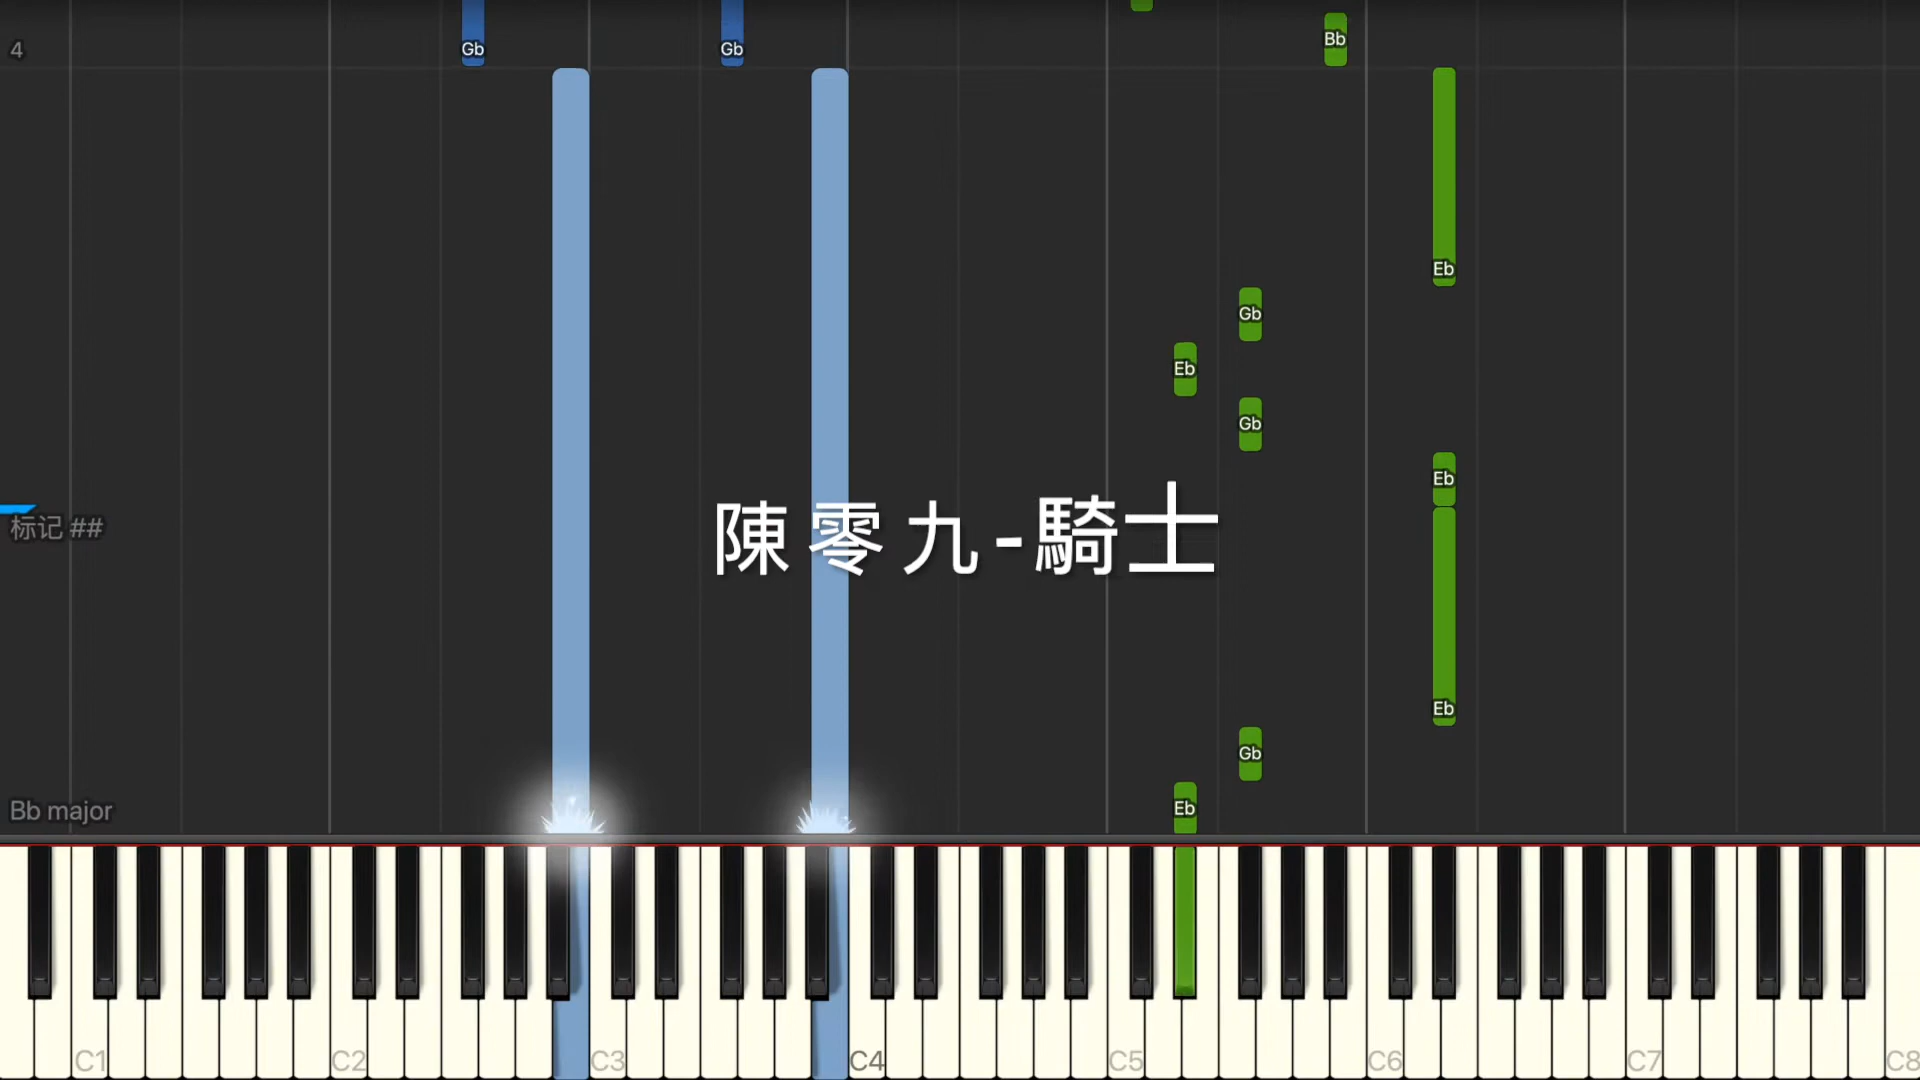 4
Gb Gb Bb
Eb
Gb
Eb
Gb
Eb
陳零九-騎士
标记 ##
Eb
Gb
Eb
Bb major
C1 C2 C3 C4 C5 C6 C7 C8